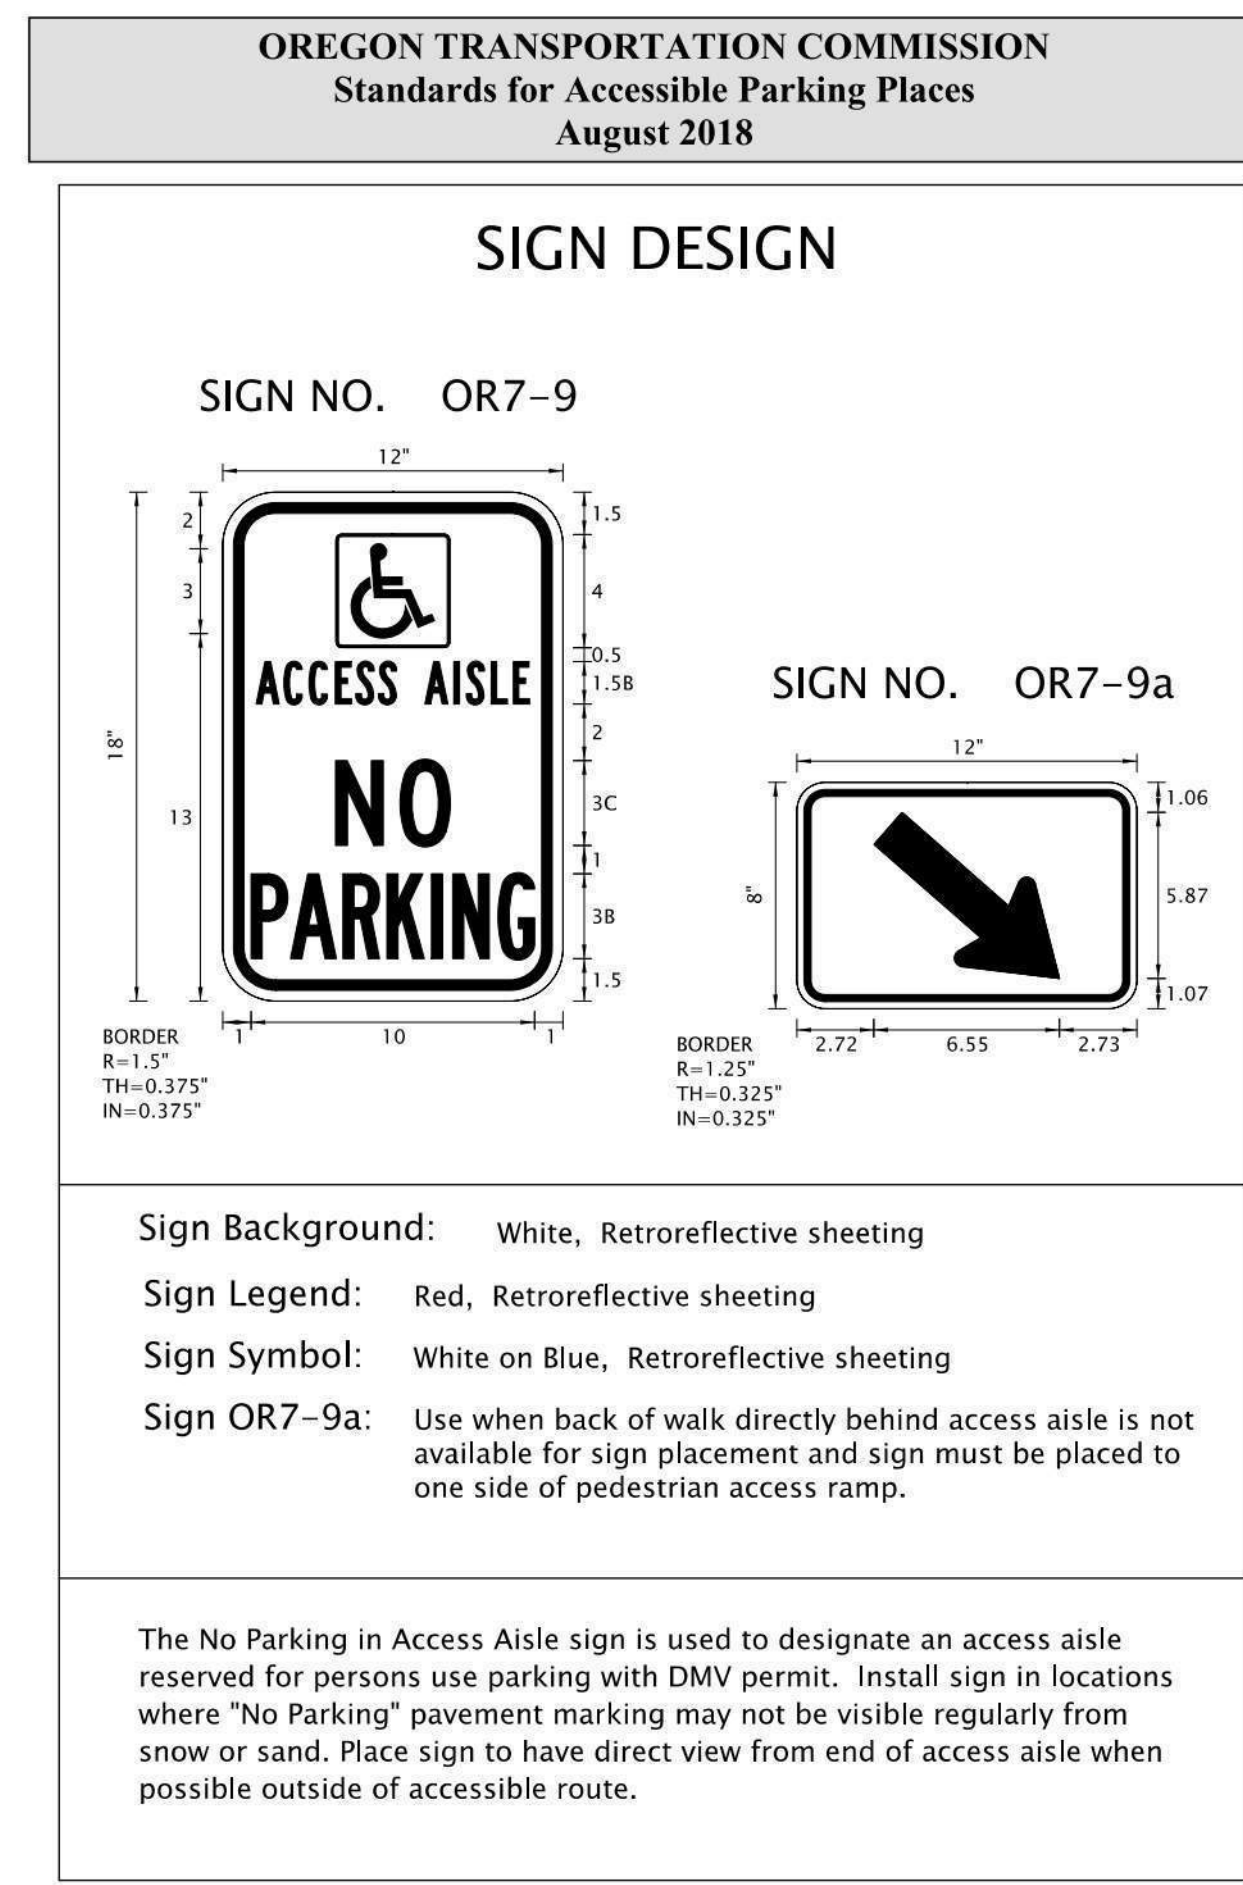 OREGON TRANSPORTATION COMMISSION
Standards for Accessible Parking Places
August 2018
SIGN DESIGN
SIGN NO. OR7-9
12"
18"
2
3
13
1.5
4
0.5
1.5B
2
3C
1
3B
1.5
ACCESS AISLE
NO
PARKING
1
10
1
BORDER
R=1.5"
TH=0.375"
IN=0.375"
SIGN NO. OR7-9a
12"
8"
1.06
5.87
1.07
2.72
6.55
2.73
BORDER
R=1.25"
TH=0.325"
IN=0.325"
Sign Background: White, Retroreflective sheeting
Sign Legend: Red, Retroreflective sheeting
Sign Symbol: White on Blue, Retroreflective sheeting
Sign OR7-9a: Use when back of walk directly behind access aisle is not
available for sign placement and sign must be placed to
one side of pedestrian access ramp.
The No Parking in Access Aisle sign is used to designate an access aisle
reserved for persons use parking with DMV permit. Install sign in locations
where "No Parking" pavement marking may not be visible regularly from
snow or sand. Place sign to have direct view from end of access aisle when
possible outside of accessible route.